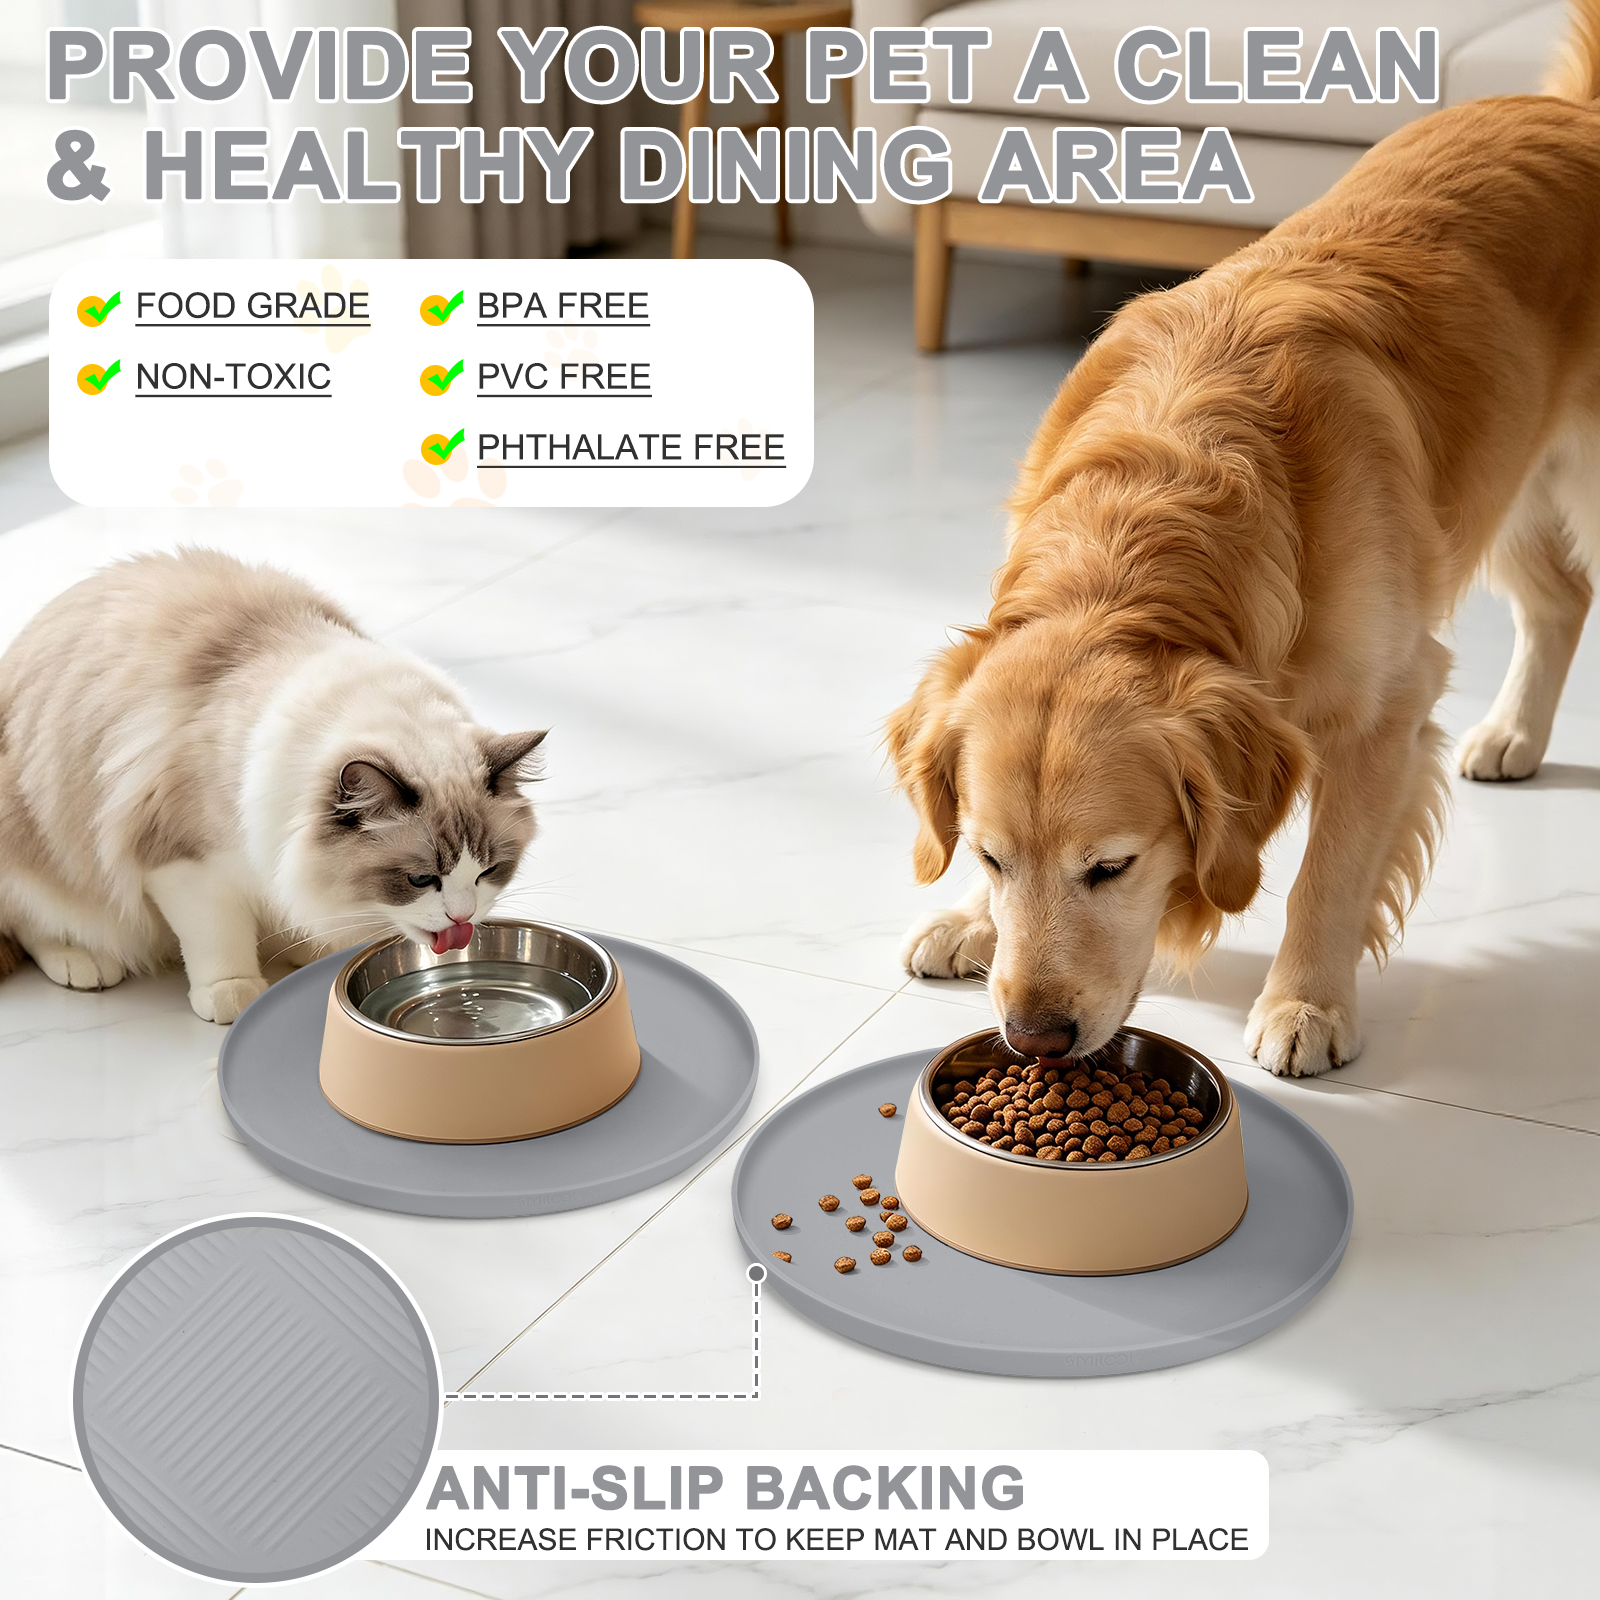 PROVIDE YOUR PET A CLEAN
& HEALTHY DINING AREA
FOOD GRADE
BPA FREE
NON-TOXIC
PVC FREE
PHTHALATE FREE
ANTI-SLIP BACKING
INCREASE FRICTION TO KEEP MAT AND BOWL IN PLACE